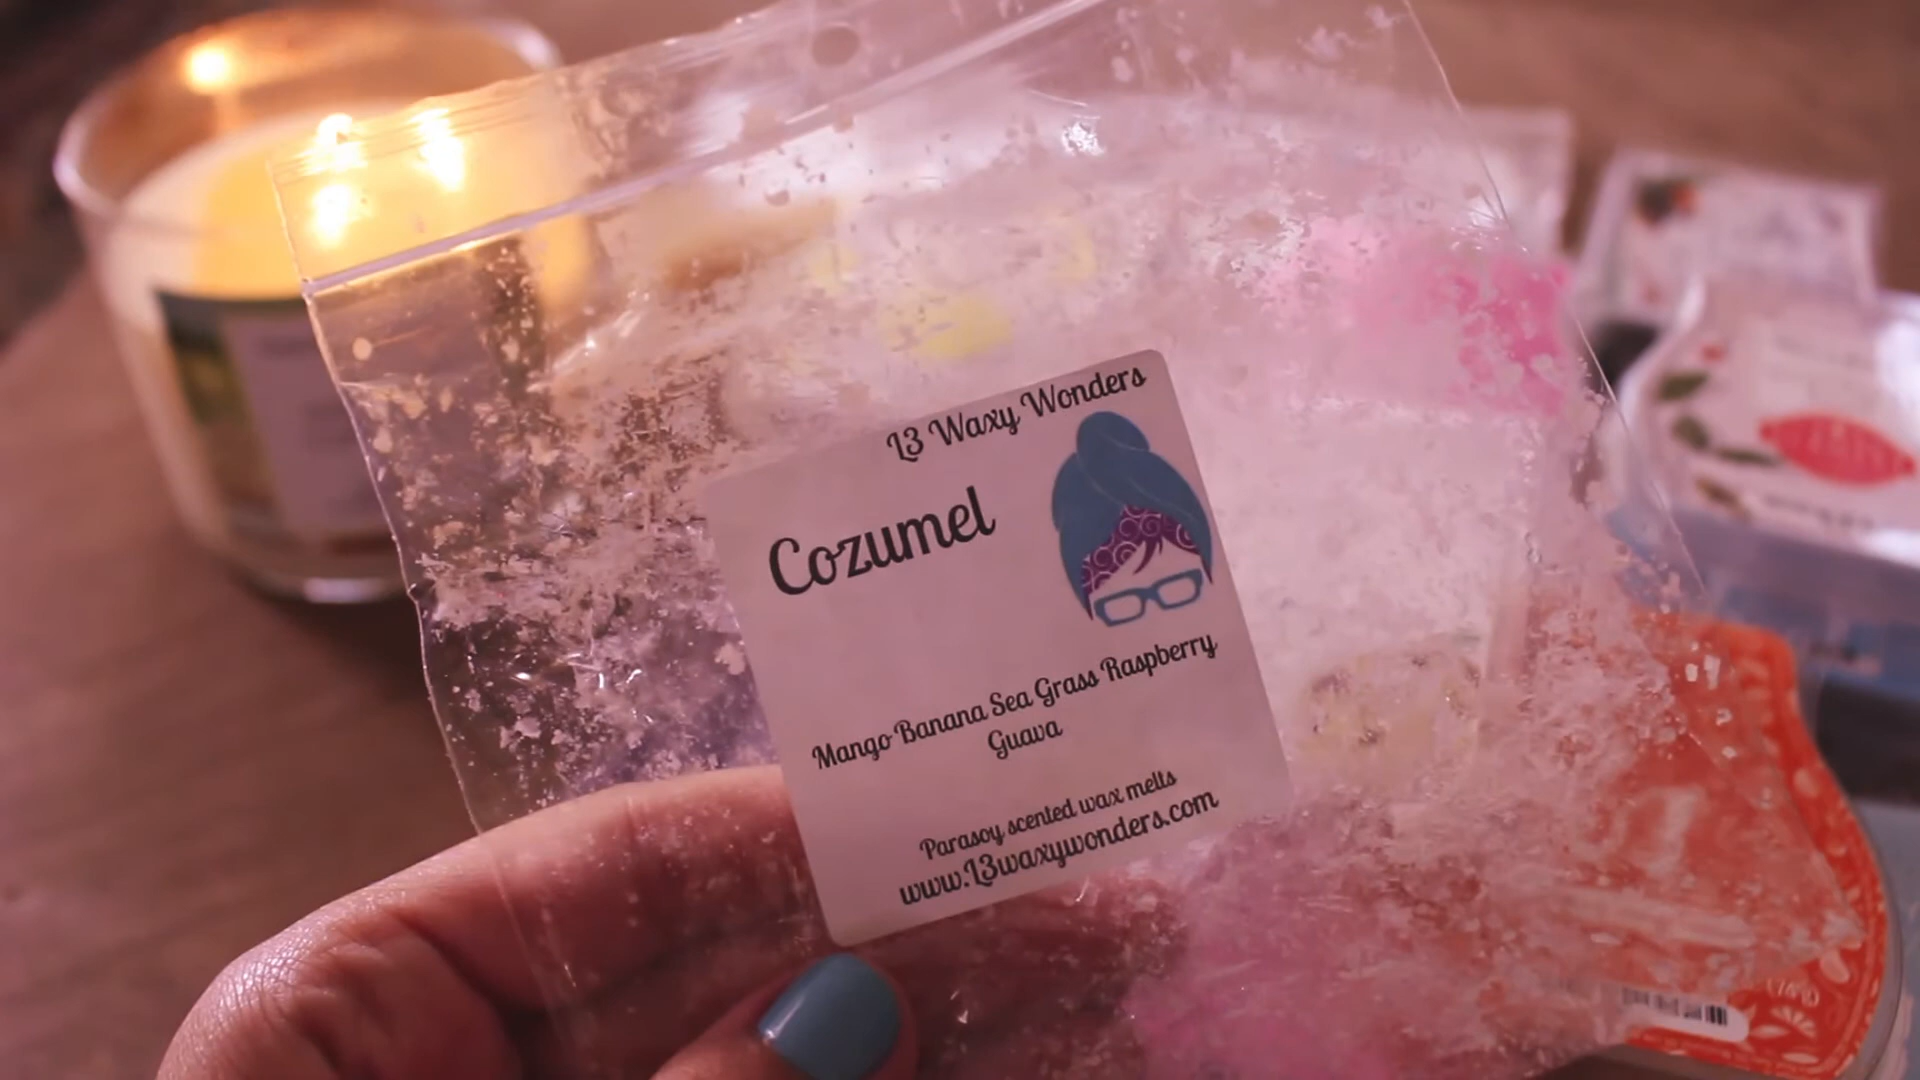 L3 Waxy Wonders
Cozumel
Mango Banana Sea Grass Raspberry
Guava
Parasoy scented wax melts
www.L3waxywonders.com